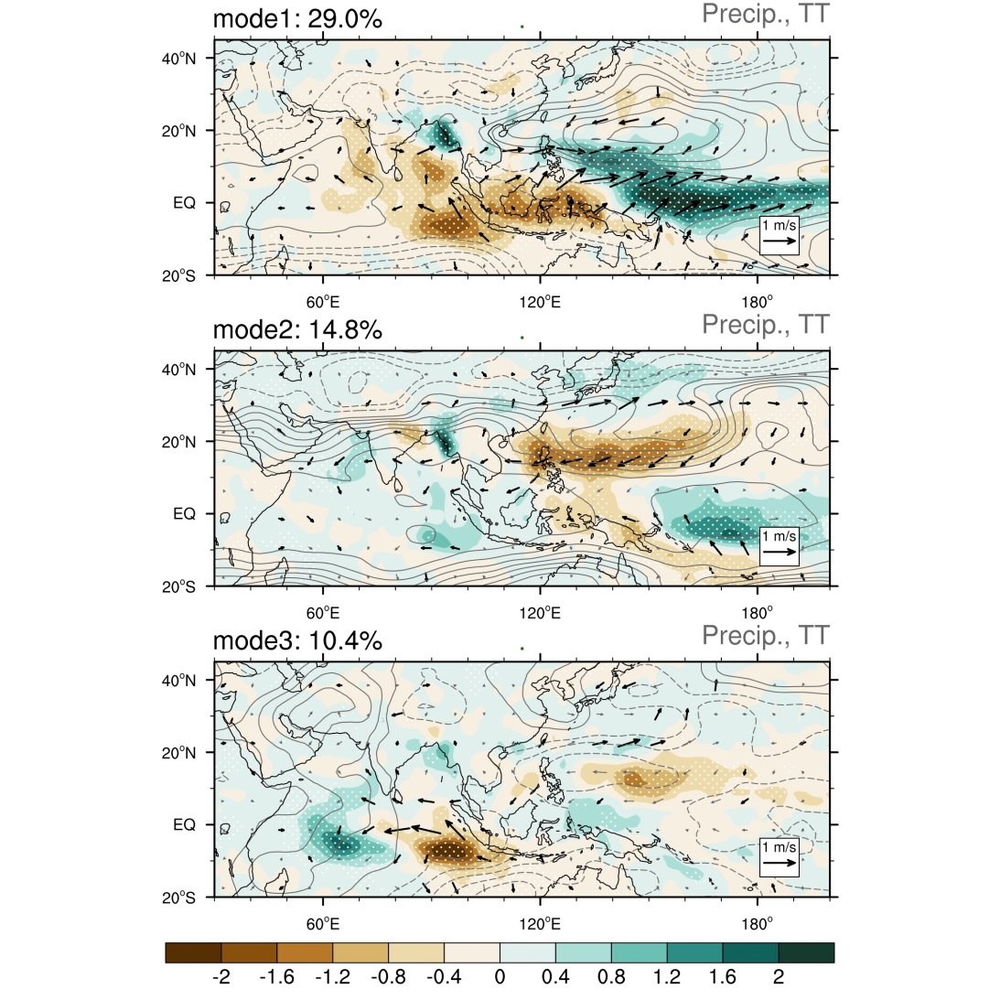 mode1: 29.0% Precip., TT
40°N
20°N
EQ
20°S
1 m/s
60°E 120°E 180°
mode2: 14.8% Precip., TT
40°N
20°N
EQ
20°S
1 m/s
60°E 120°E 180°
mode3: 10.4% Precip., TT
40°N
20°N
EQ
20°S
1 m/s
60°E 120°E 180°
-2 -1.6 -1.2 -0.8 -0.4 0 0.4 0.8 1.2 1.6 2